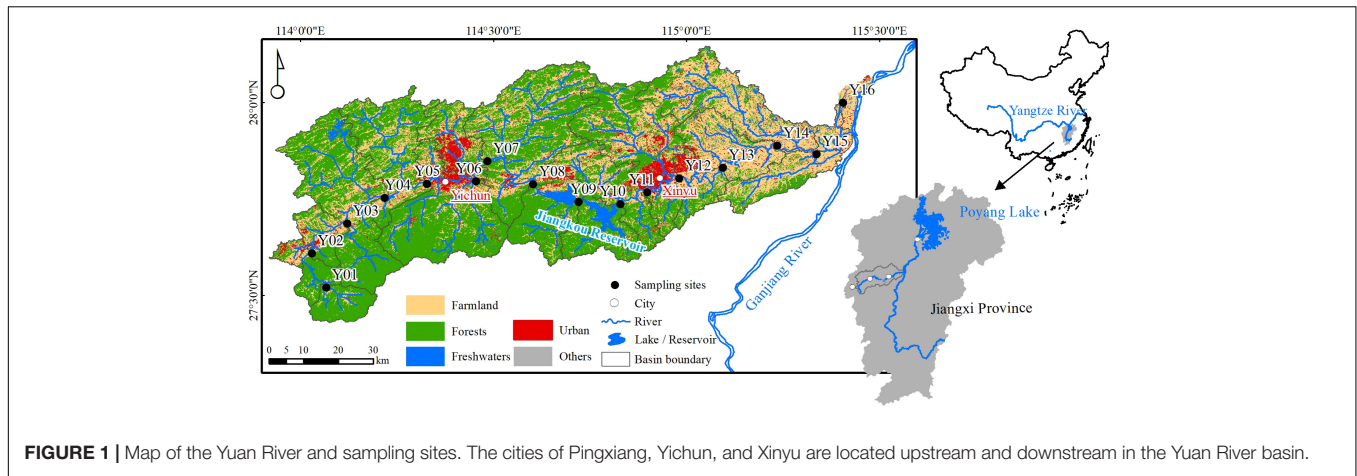 114°0'0"E
114°30'0"E
115°0'0"E
115°30'0"E
28°0'0"N
27°30'0"N
Y16
Y14
Y15
Y13
Y12
Y11
Xinyu
Y10
Y09
Y08
Y07
Y06
Y05
Yichun
Y04
Y03
Y02
Y01
Jiangkou Reservoir
Ganjiang River
Farmland
Forests
Freshwaters
Urban
Others
Sampling sites
City
River
Lake / Reservoir
Basin boundary
0 5 10 20 30
km
Yangtze River
Poyang Lake
Jiangxi Province
FIGURE 1 | Map of the Yuan River and sampling sites. The cities of Pingxiang, Yichun, and Xinyu are located upstream and downstream in the Yuan River basin.